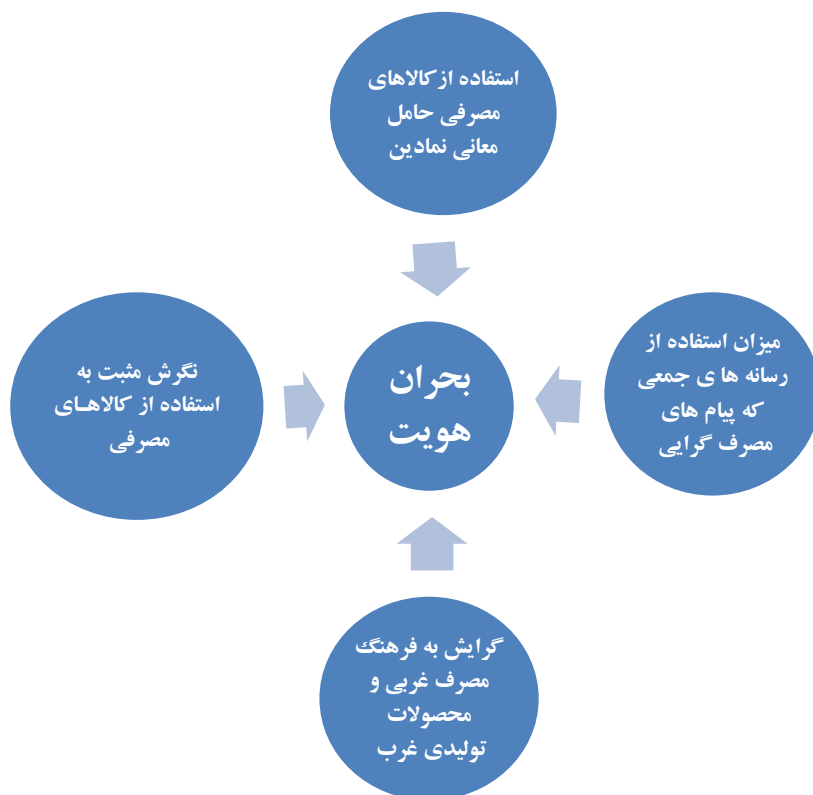 استفاده از کالاهای
مصرفی حامل
معانی نمادین
میزان استفاده از
رسانه ها ی جمعی
که پیام های
مصرف گرایی
بحران
هویت
نگرش مثبت به
استفاده از کالاهـای
مصرفی
گرایش به فرهنگ
مصرف غربی و
محصولات
تولیدی غرب